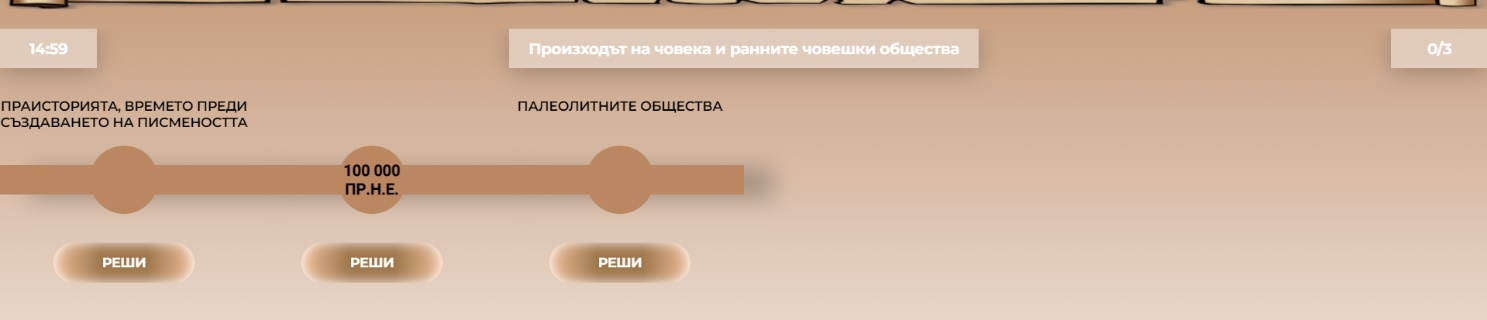 14:59
Произходът на човека и ранните човешки общества
0/3
ПРАИСТОРИЯТА, ВРЕМЕТО ПРЕДИ
СЪЗДАВАНЕТО НА ПИСМЕНОСТТА
ПАЛЕОЛИТНИТЕ ОБЩЕСТВА
100 000
ПР.Н.Е.
РЕШИ
РЕШИ
РЕШИ